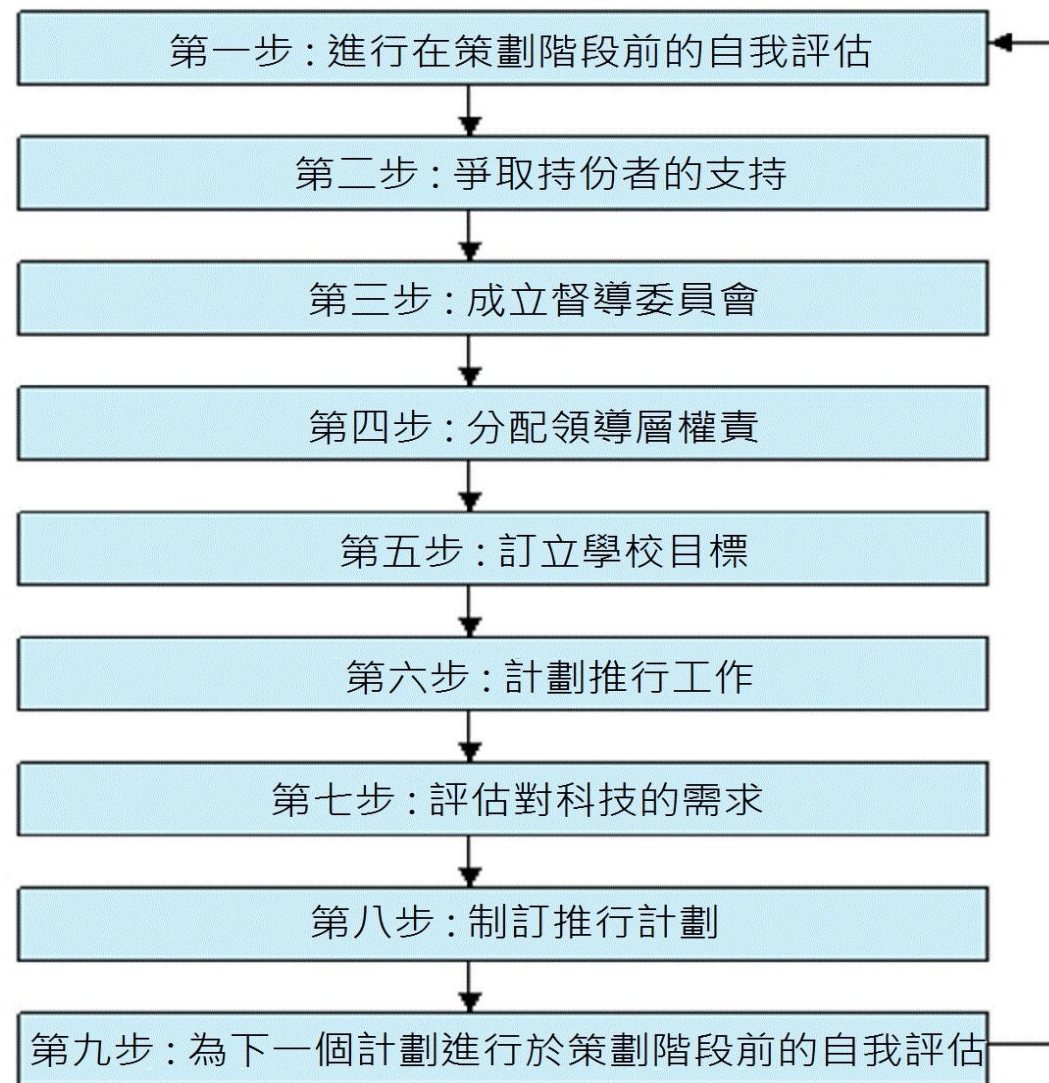 第一步 : 進行在策劃階段前的自我評估
第二步 : 爭取持份者的支持
第三步 : 成立督導委員會
第四步 : 分配領導層權責
第五步 : 訂立學校目標
第六步 : 計劃推行工作
第七步 : 評估對科技的需求
第八步 : 制訂推行計劃
第九步 : 為下一個計劃進行於策劃階段前的自我評估